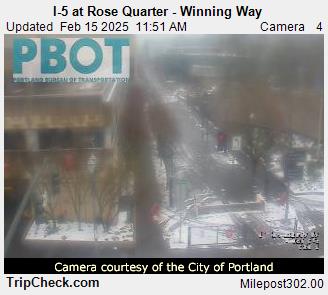 I-5 at Rose Quarter - Winning Way
Updated Feb 15 2025 11:51 AM Camera 4
PBOT
PORTLAND BUREAU OF TRANSPORTATION
Camera courtesy of the City of Portland
TripCheck.com Milepost302.00